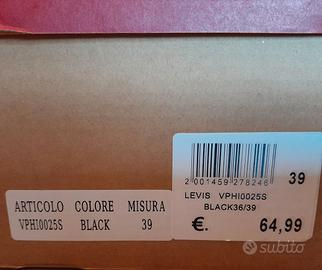 ARTICOLO COLORE MISURA
VPHI0025S BLACK 39
2 001459 278246
39
LEVIS VPHI0025S
BLACK36/39
€. 64,99
subito